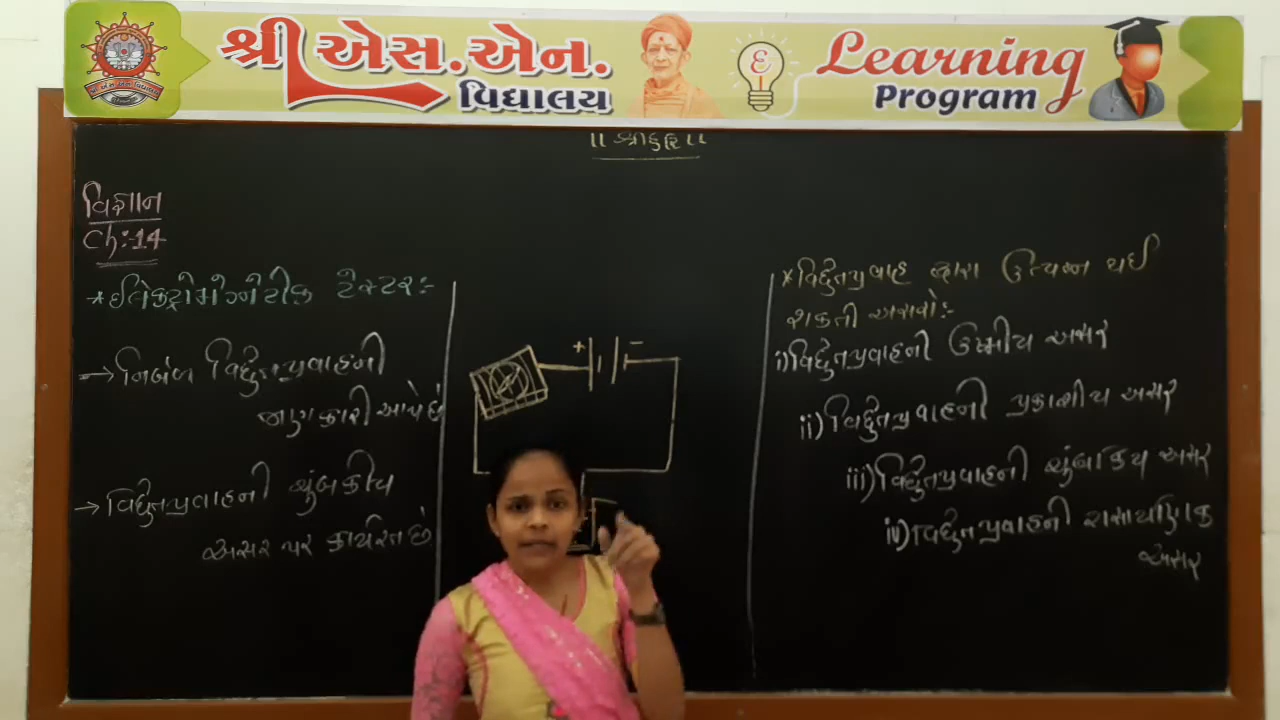 શ્રી એસ.એન.
વિદ્યાલય
Learning
Program
વિજ્ઞાન
Ch:-14
* ઈલેક્ટ્રોમેગ્નેટીક ટેસ્ટર:-
→ નિર્બળ વિદ્યુતપ્રવાહની
જાણકારી આપે છે
→ વિદ્યુતપ્રવાહની ચુંબકીય
અસર પર કાર્યરત છે.
+ -
* વિદ્યુતપ્રવાહ દ્વારા ઉત્પન્ન થઈ
શકતી અસરો:-
i) વિદ્યુતપ્રવાહની ઉષ્મીય અસર
ii) વિદ્યુતપ્રવાહની પ્રકાશીય અસર
iii) વિદ્યુતપ્રવાહની ચુંબકિય અસર
iv) વિદ્યુતપ્રવાહની રાસાયણિક
અસર